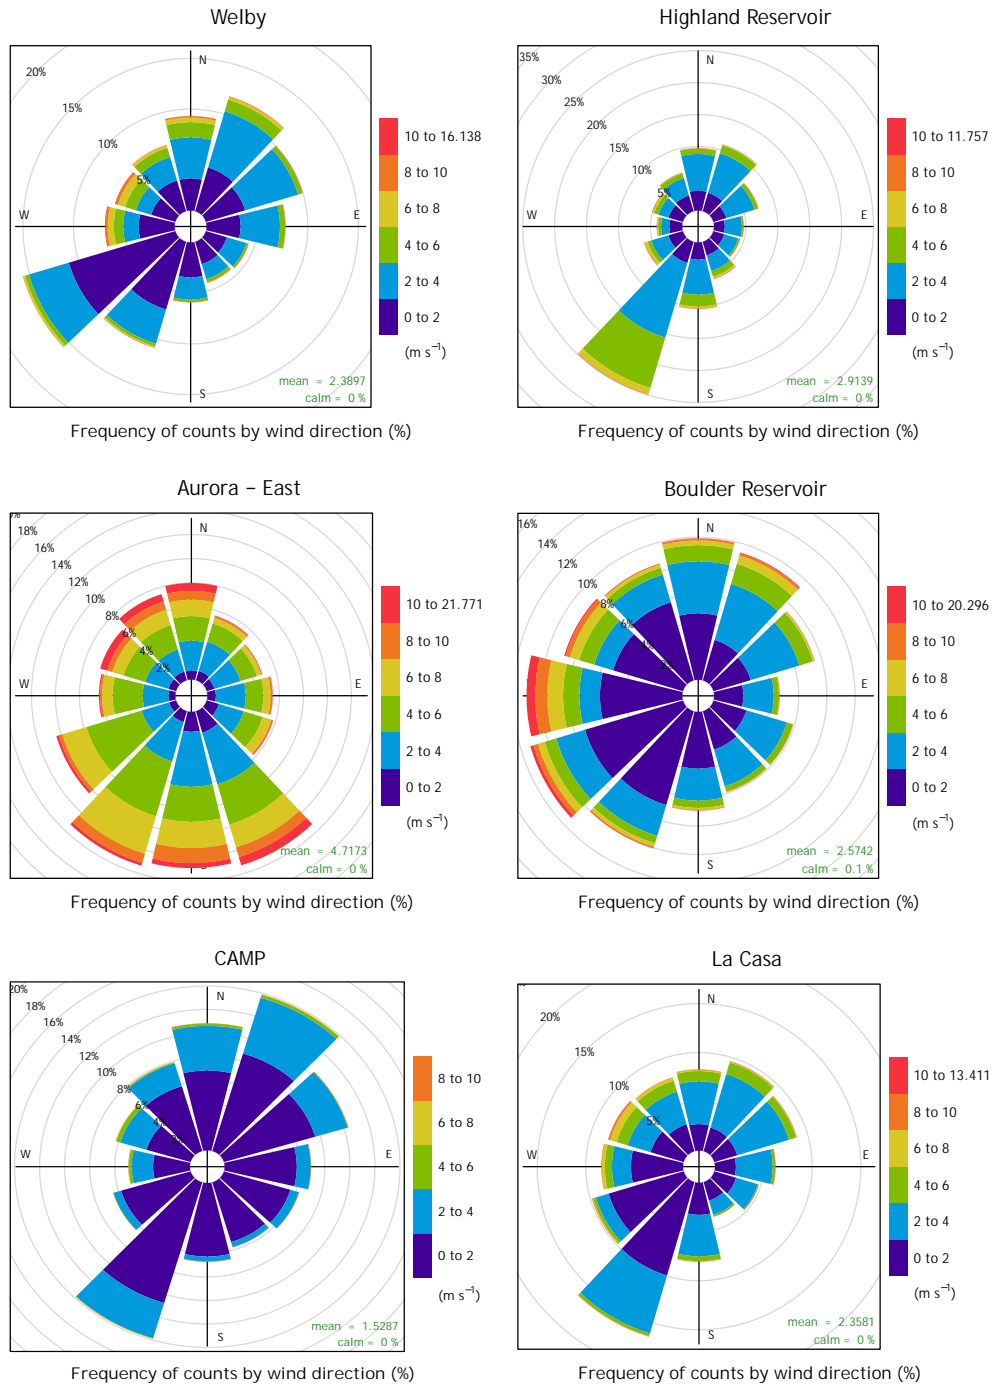 Welby
20%
15%
10%
5%
N
W
E
S
mean = 2.3897
calm = 0 %
10 to 16.138
8 to 10
6 to 8
4 to 6
2 to 4
0 to 2
(m s⁻¹)
Frequency of counts by wind direction (%)
Highland Reservoir
35%
30%
25%
20%
15%
10%
5%
N
W
E
S
mean = 2.9139
calm = 0 %
10 to 11.757
8 to 10
6 to 8
4 to 6
2 to 4
0 to 2
(m s⁻¹)
Frequency of counts by wind direction (%)
Aurora – East
18%
16%
14%
12%
10%
8%
6%
4%
2%
N
W
E
S
mean = 4.7173
calm = 0 %
10 to 21.771
8 to 10
6 to 8
4 to 6
2 to 4
0 to 2
(m s⁻¹)
Frequency of counts by wind direction (%)
Boulder Reservoir
16%
14%
12%
10%
8%
6%
4%
2%
N
W
E
S
mean = 2.5742
calm = 0.1 %
10 to 20.296
8 to 10
6 to 8
4 to 6
2 to 4
0 to 2
(m s⁻¹)
Frequency of counts by wind direction (%)
CAMP
20%
18%
16%
14%
12%
10%
8%
6%
4%
2%
N
W
E
S
mean = 1.5287
calm = 0 %
8 to 10
6 to 8
4 to 6
2 to 4
0 to 2
(m s⁻¹)
Frequency of counts by wind direction (%)
La Casa
20%
15%
10%
5%
N
W
E
S
mean = 2.3581
calm = 0 %
10 to 13.411
8 to 10
6 to 8
4 to 6
2 to 4
0 to 2
(m s⁻¹)
Frequency of counts by wind direction (%)